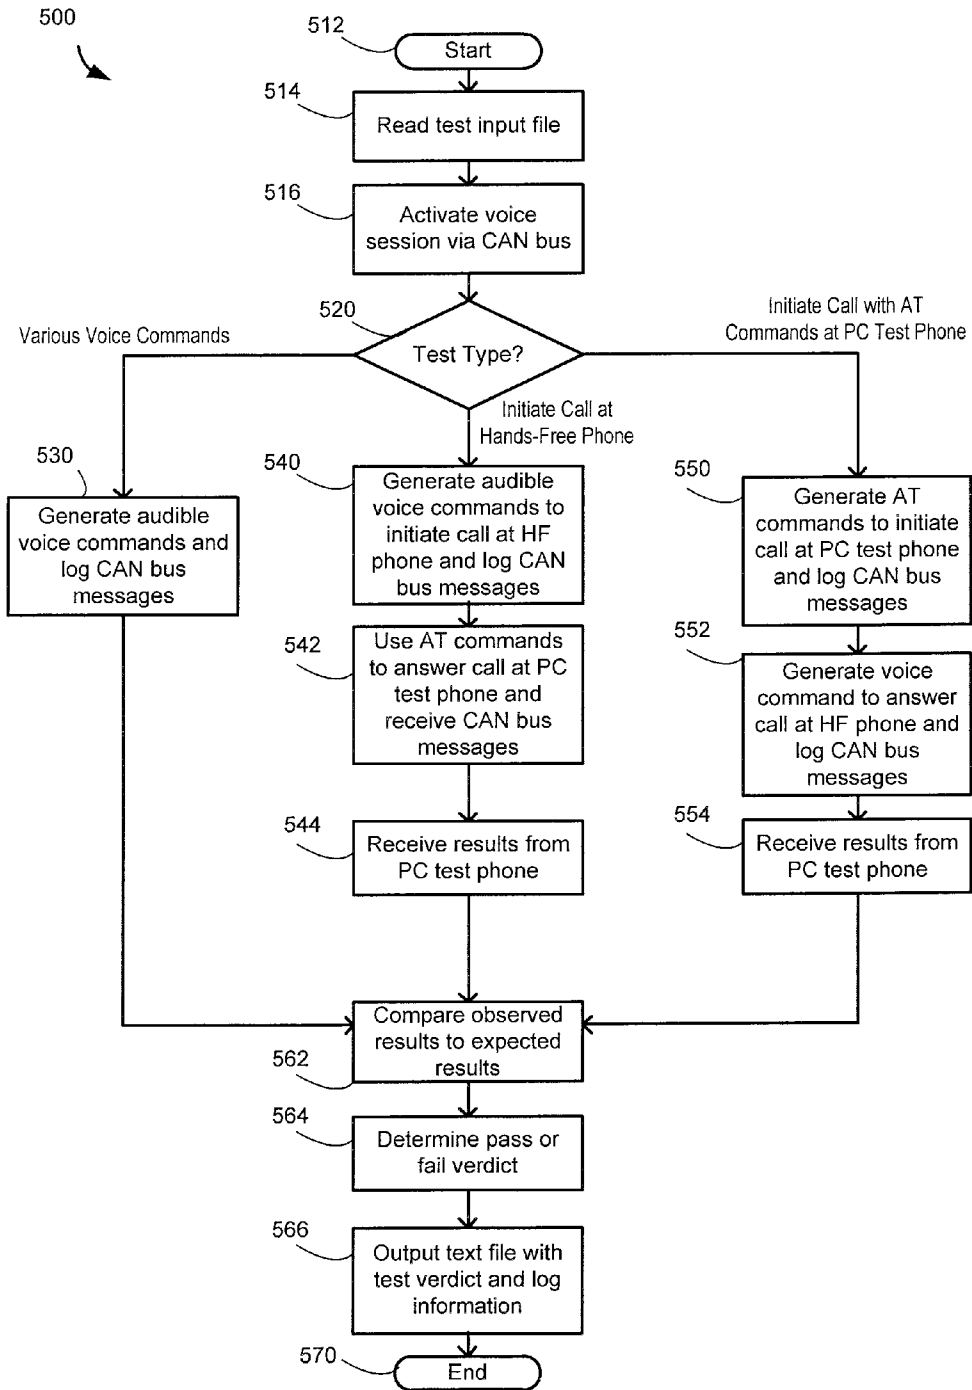 500
512
Start
514
Read test input file
516
Activate voice
session via CAN bus
520
Test Type?
Various Voice Commands
Initiate Call with AT
Commands at PC Test Phone
Initiate Call at
Hands-Free Phone
530
Generate audible
voice commands and
log CAN bus
messages
540
Generate audible
voice commands to
initiate call at HF
phone and log CAN
bus messages
542
Use AT commands
to answer call at PC
test phone and
receive CAN bus
messages
544
Receive results from
PC test phone
550
Generate AT
commands to initiate
call at PC test phone
and log CAN bus
messages
552
Generate voice
command to answer
call at HF phone and
log CAN bus
messages
554
Receive results from
PC test phone
Compare observed
results to expected
results
562
564
Determine pass or
fail verdict
566
Output text file with
test verdict and log
information
570
End